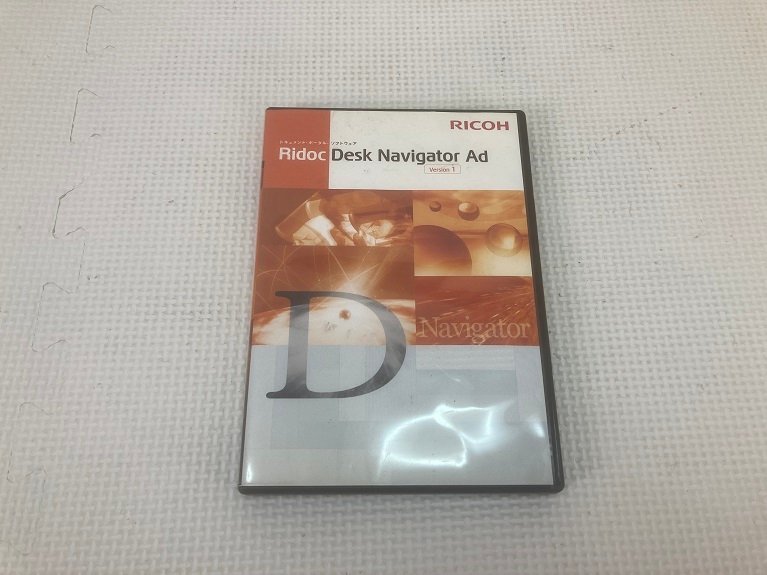 RICOH
ドキュメント・ポータル ソフトウェア
Ridoc Desk Navigator Ad
Version 1
D
Navigator